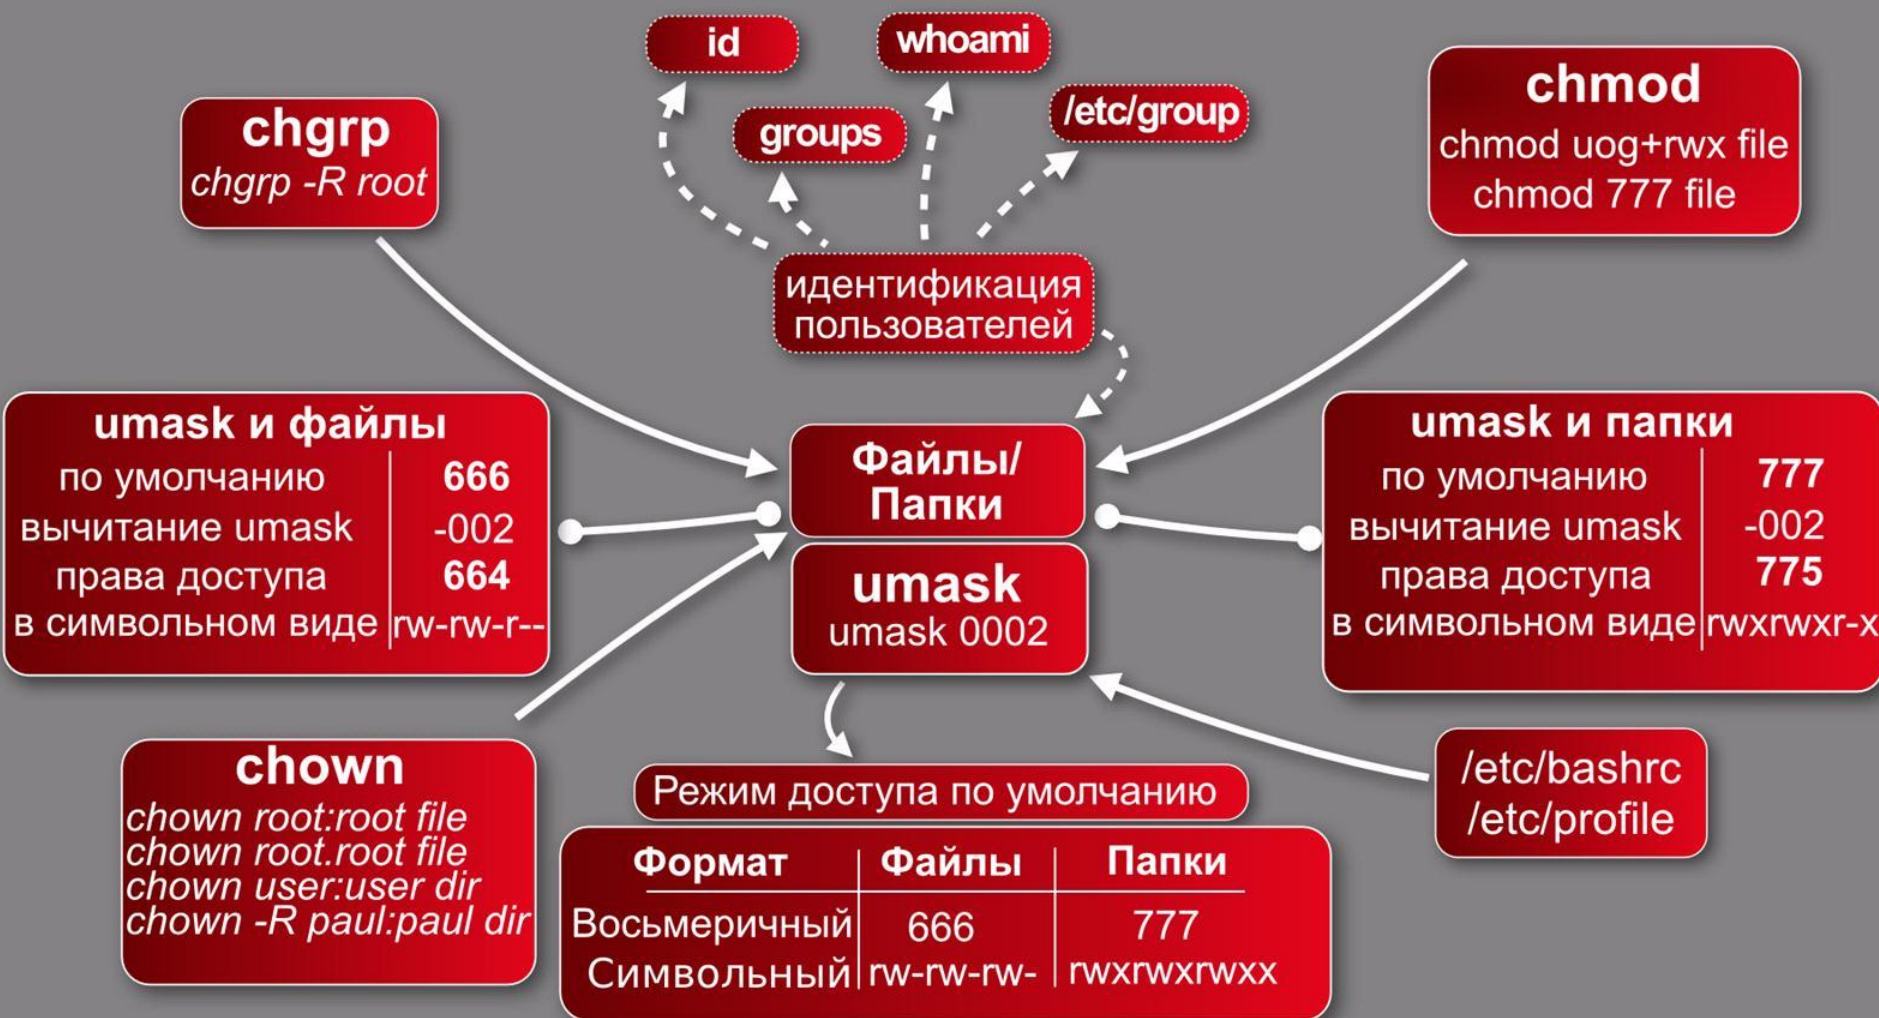 id
whoami
groups
/etc/group
chgrp
chgrp -R root
chmod
chmod uog+rwx file
chmod 777 file
идентификация
пользователей
umask и файлы
по умолчанию 666
вычитание umask -002
права доступа 664
в символьном виде rw-rw-r--
Файлы/
Папки
umask
umask 0002
umask и папки
по умолчанию 777
вычитание umask -002
права доступа 775
в символьном виде rwxrwxr-x
chown
chown root:root file
chown root.root file
chown user:user dir
chown -R paul:paul dir
Режим доступа по умолчанию
Формат Файлы Папки
Восьмеричный 666 777
Символьный rw-rw-rw- rwxrwxrwxx
/etc/bashrc
/etc/profile